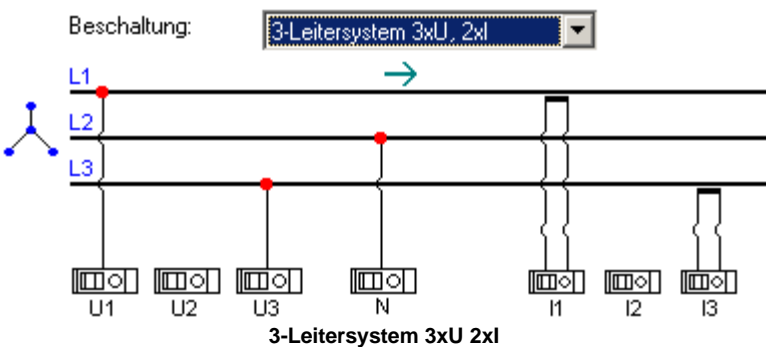 Beschaltung: 3-Leitersystem 3xU, 2xI
L1
L2
L3
U1 U2 U3 N I1 I2 I3
3-Leitersystem 3xU 2xI